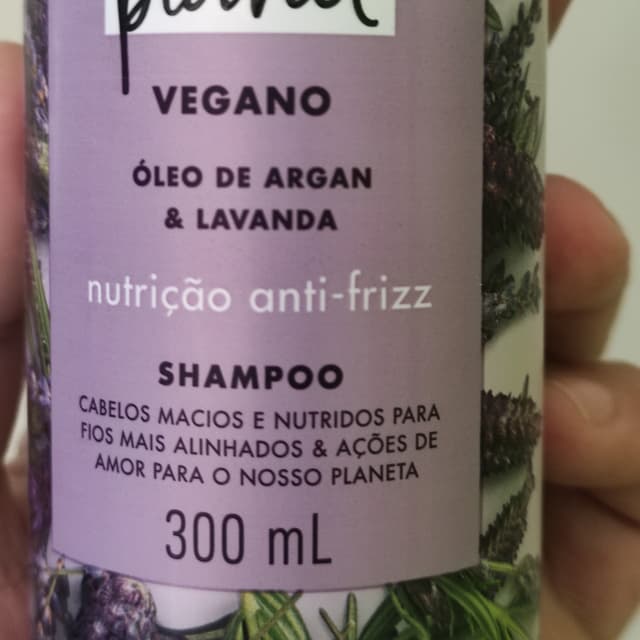 planet
VEGANO
ÓLEO DE ARGAN
& LAVANDA
nutrição anti-frizz
SHAMPOO
CABELOS MACIOS E NUTRIDOS PARA
FIOS MAIS ALINHADOS & AÇÕES DE
AMOR PARA O NOSSO PLANETA
300 mL